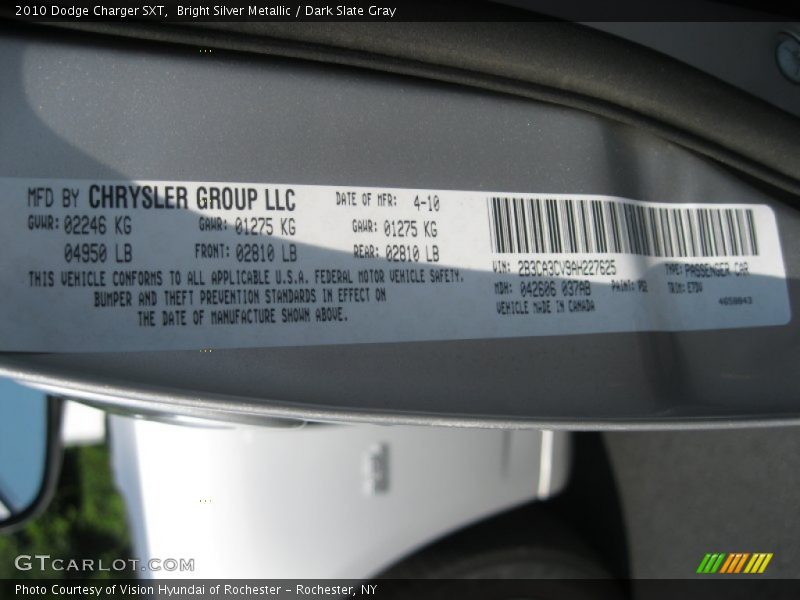 2010 Dodge Charger SXT, Bright Silver Metallic / Dark Slate Gray
MFD BY CHRYSLER GROUP LLC DATE OF MFR: 4-10
GVWR: 02246 KG GAWR: 01275 KG GAWR: 01275 KG
04950 LB FRONT: 02810 LB REAR: 02810 LB
THIS VEHICLE CONFORMS TO ALL APPLICABLE U.S.A. FEDERAL MOTOR VEHICLE SAFETY.
BUMPER AND THEFT PREVENTION STANDARDS IN EFFECT ON
THE DATE OF MANUFACTURE SHOWN ABOVE.
VIN: 2B3CA3CV9AH227625 TYPE: PASSENGER CAR
MDH: 042606 037AB PAINT: PS2 TRIM:
VEHICLE MADE IN CANADA 4658043
GTCARLOT.COM
Photo Courtesy of Vision Hyundai of Rochester – Rochester, NY